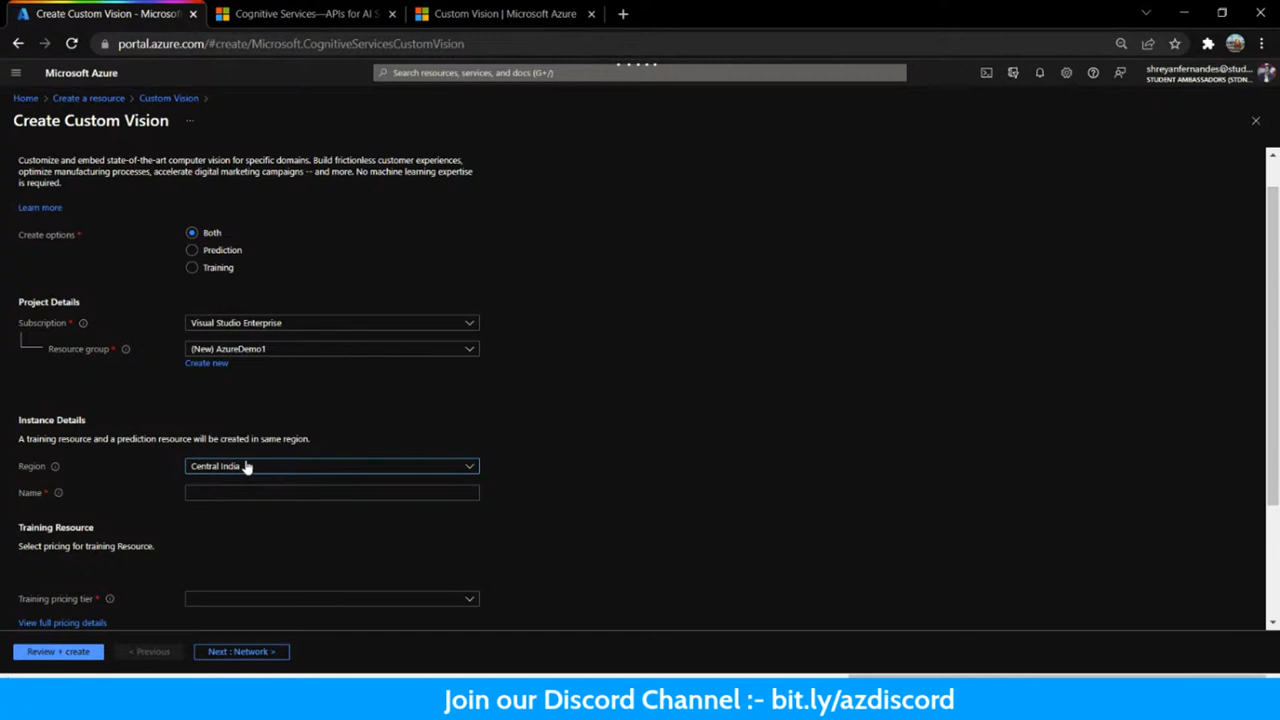 Create Custom Vision - Microsof
Cognitive Services—APIs for AI S
Custom Vision | Microsoft Azure
portal.azure.com/#create/Microsoft.CognitiveServicesCustomVision
Microsoft Azure
Search resources, services, and docs (G+/)
shreyanfernandes@stud...
STUDENT AMBASSADORS (STDN...
Home > Create a resource > Custom Vision >
Create Custom Vision ...
Customize and embed state-of-the-art computer vision for specific domains. Build frictionless customer experiences,
optimize manufacturing processes, accelerate digital marketing campaigns -- and more. No machine learning expertise
is required.
Learn more
Create options *
Both
Prediction
Training
Project Details
Subscription *
Visual Studio Enterprise
Resource group *
(New) AzureDemo1
Create new
Instance Details
A training resource and a prediction resource will be created in same region.
Region
Central India
Name *
Training Resource
Select pricing for training Resource.
Training pricing tier *
View full pricing details
Review + create
< Previous
Next : Network >
Join our Discord Channel :- bit.ly/azdiscord